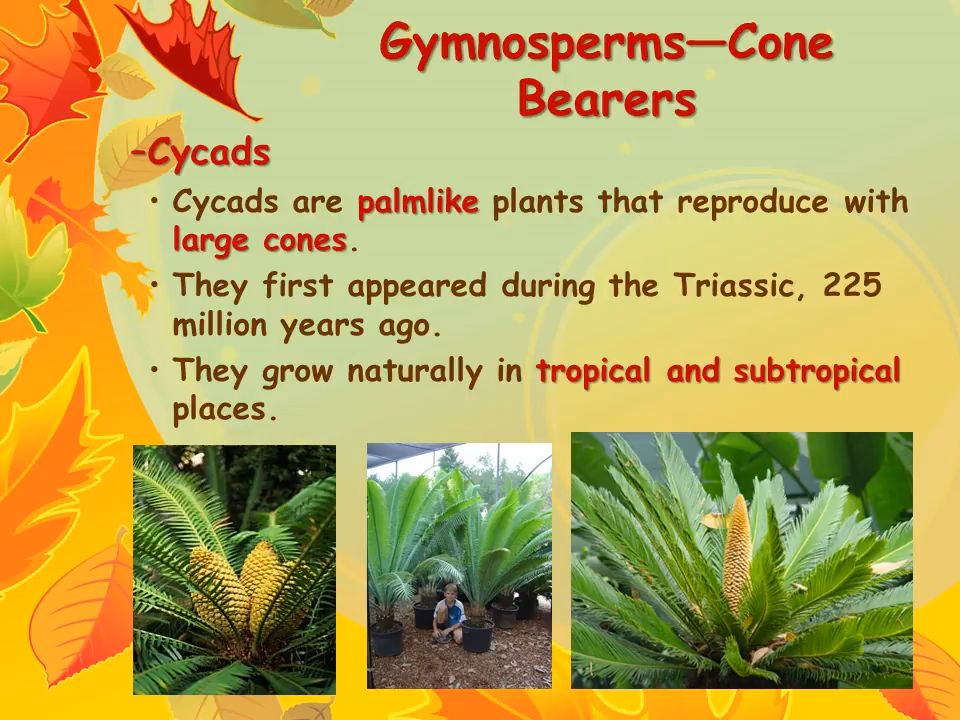 Gymnosperms—Cone
Bearers
–Cycads
• Cycads are palmlike plants that reproduce with
large cones.
• They first appeared during the Triassic, 225
million years ago.
• They grow naturally in tropical and subtropical
places.